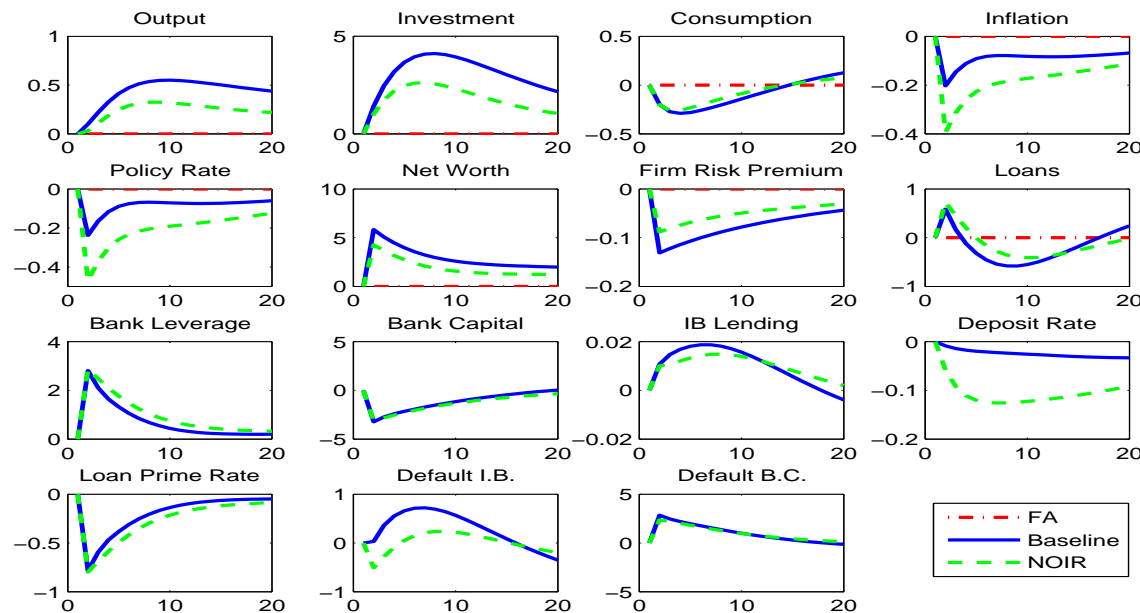 Output Investment Consumption Inflation
1 5 0.5 0
0.5 −0.2
0 0 −0.5 −0.4
0 10 20 0 10 20 0 10 20 0 10 20
Policy Rate Net Worth Firm Risk Premium Loans
0 10 0 1
−0.2 5 −0.1 0
−0.4 0 −0.2 −1
0 10 20 0 10 20 0 10 20 0 10 20
Bank Leverage Bank Capital IB Lending Deposit Rate
4 5 0.02 0
2 0 0 −0.1
0 −5 −0.02 −0.2
0 10 20 0 10 20 0 10 20 0 10 20
Loan Prime Rate Default I.B. Default B.C.
0 1 5
−0.5 0 0
−1 −1 −5
0 10 20 0 10 20 0 10 20
FA
Baseline
NOIR